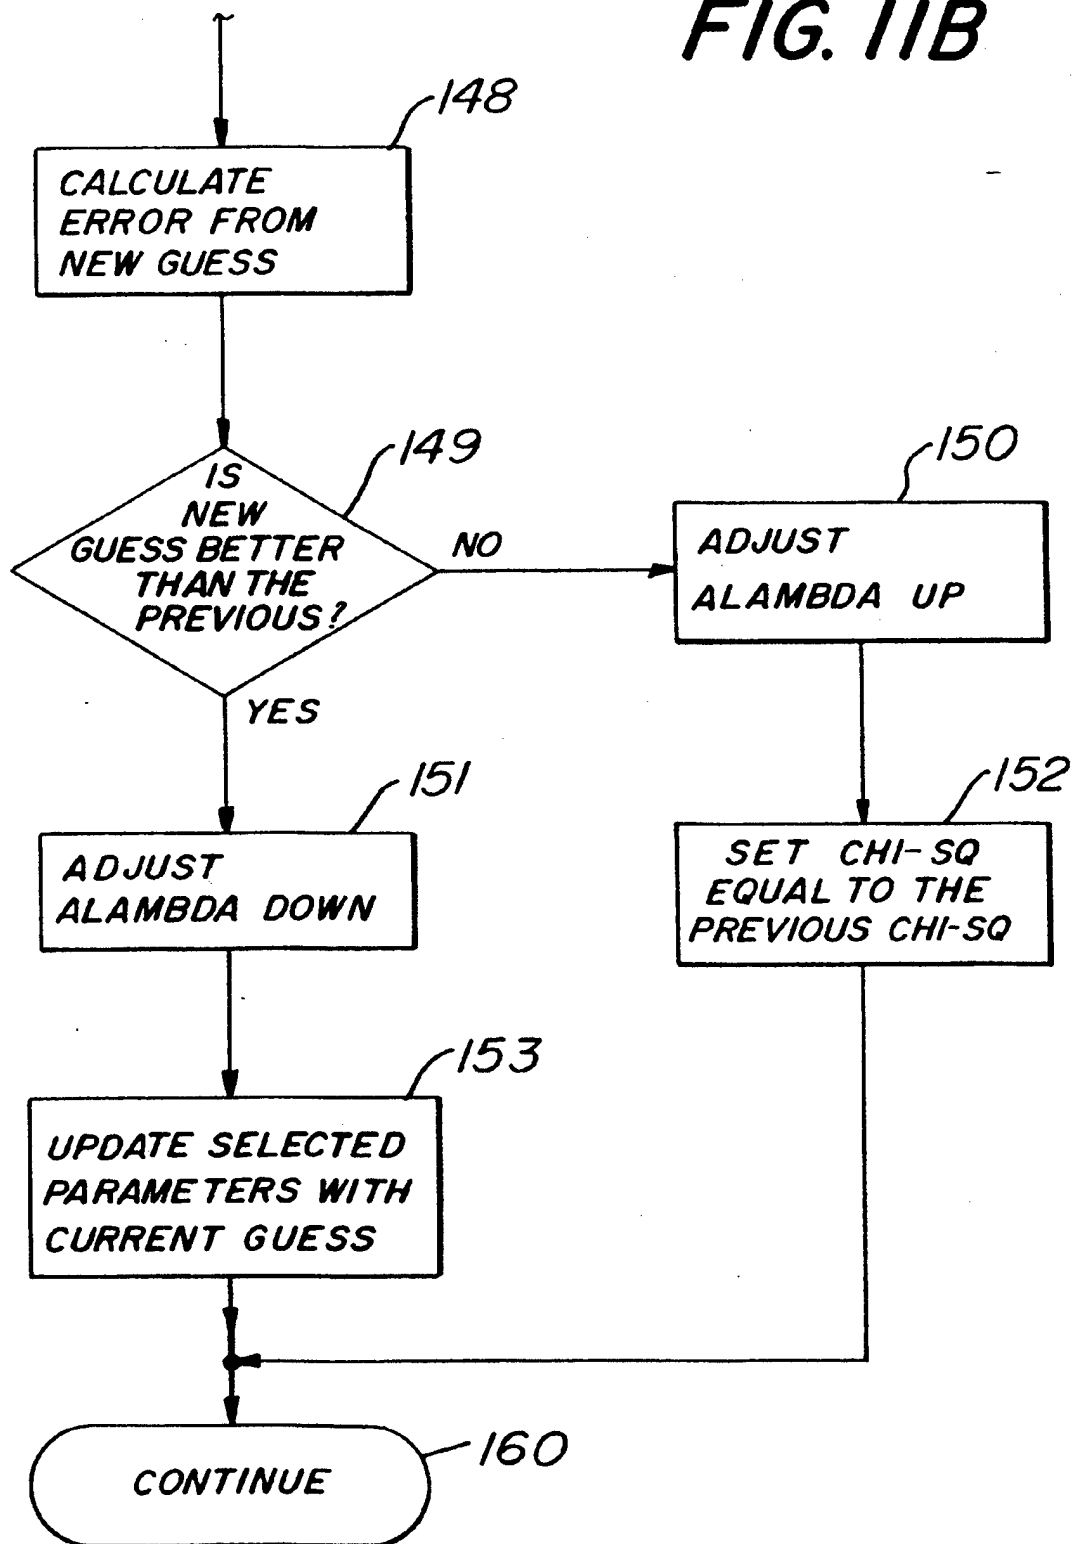 FIG. 11B
148
CALCULATE
ERROR FROM
NEW GUESS
149
IS
NEW
GUESS BETTER
THAN THE
PREVIOUS?
NO
150
ADJUST
ALAMBDA UP
YES
151
ADJUST
ALAMBDA DOWN
152
SET CHI-SQ
EQUAL TO THE
PREVIOUS CHI-SQ
153
UPDATE SELECTED
PARAMETERS WITH
CURRENT GUESS
160
CONTINUE